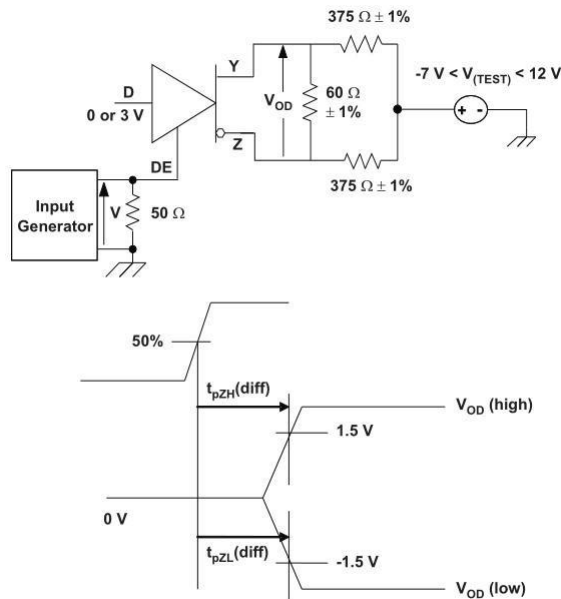 375 Ω ± 1%
Y
-7 V < V(TEST) < 12 V
D
0 or 3 V
VOD
60 Ω
± 1%
Z
DE
375 Ω ± 1%
Input
Generator
V
50 Ω
50%
tpZH(diff)
VOD (high)
1.5 V
0 V
tpZL(diff)
-1.5 V
VOD (low)